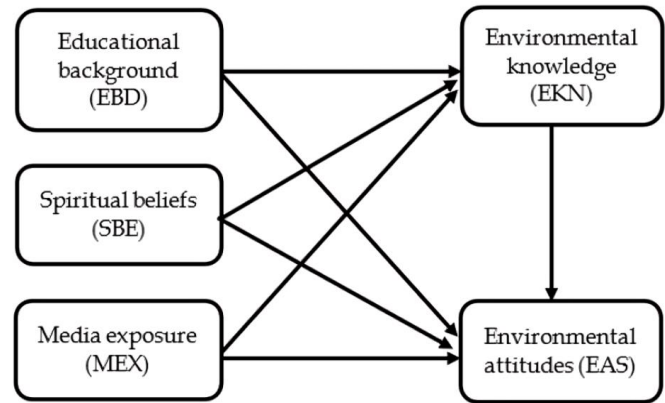 Educational
background
(EBD)
Spiritual beliefs
(SBE)
Media exposure
(MEX)
Environmental
knowledge
(EKN)
Environmental
attitudes (EAS)